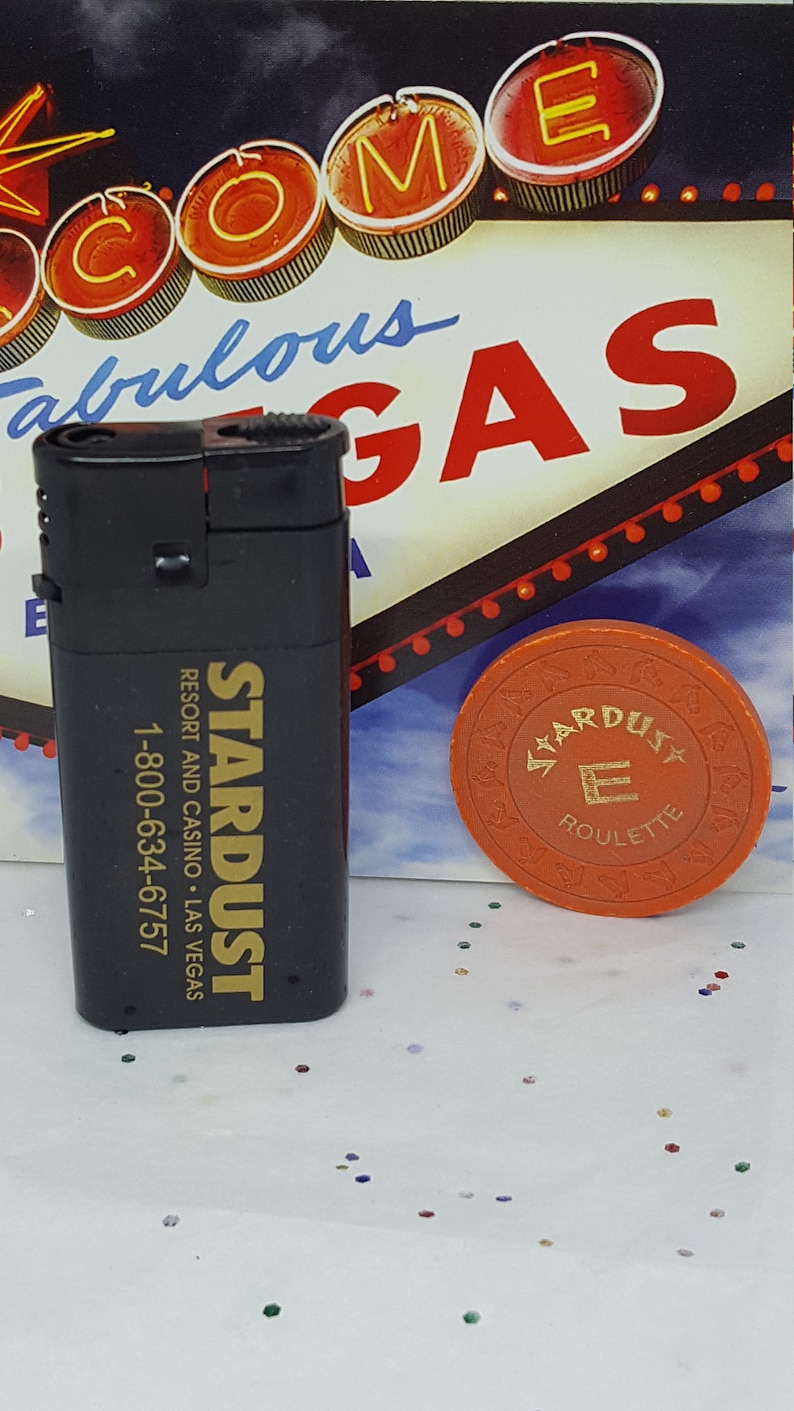 COME
Fabulous
GAS
STARDUST
RESORT AND CASINO • LAS VEGAS
1-800-634-6757
STARDUST
E
ROULETTE